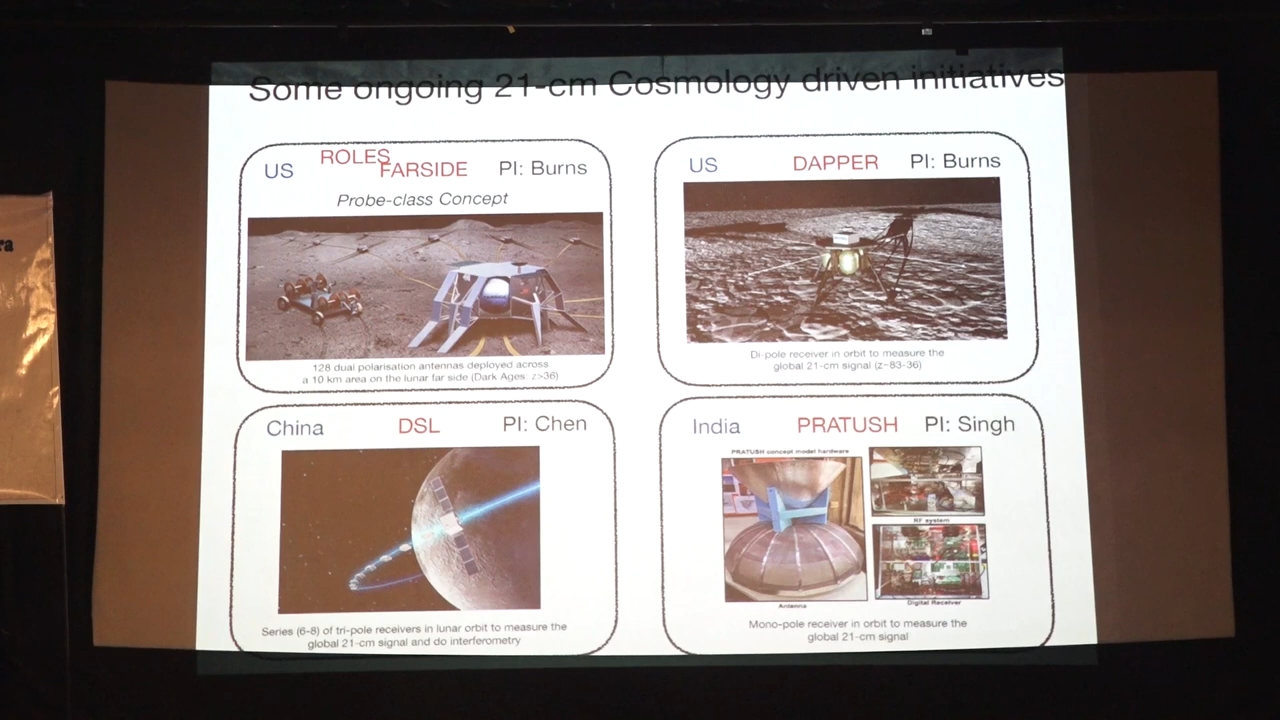 ra
Some ongoing 21-cm Cosmology driven initiatives
US ROLES FARSIDE PI: Burns
Probe-class Concept
128 dual polarisation antennas deployed across
a 10 km area on the lunar far side (Dark Ages: z>36)
US DAPPER PI: Burns
Di-pole receiver in orbit to measure the
global 21-cm signal (z~83-36)
China DSL PI: Chen
Series (6-8) of tri-pole receivers in lunar orbit to measure the
global 21-cm signal and do interferometry
India PRATUSH PI: Singh
PRATUSH concept model hardware
RF system
Antenna
Digital Receiver
Mono-pole receiver in orbit to measure the
global 21-cm signal